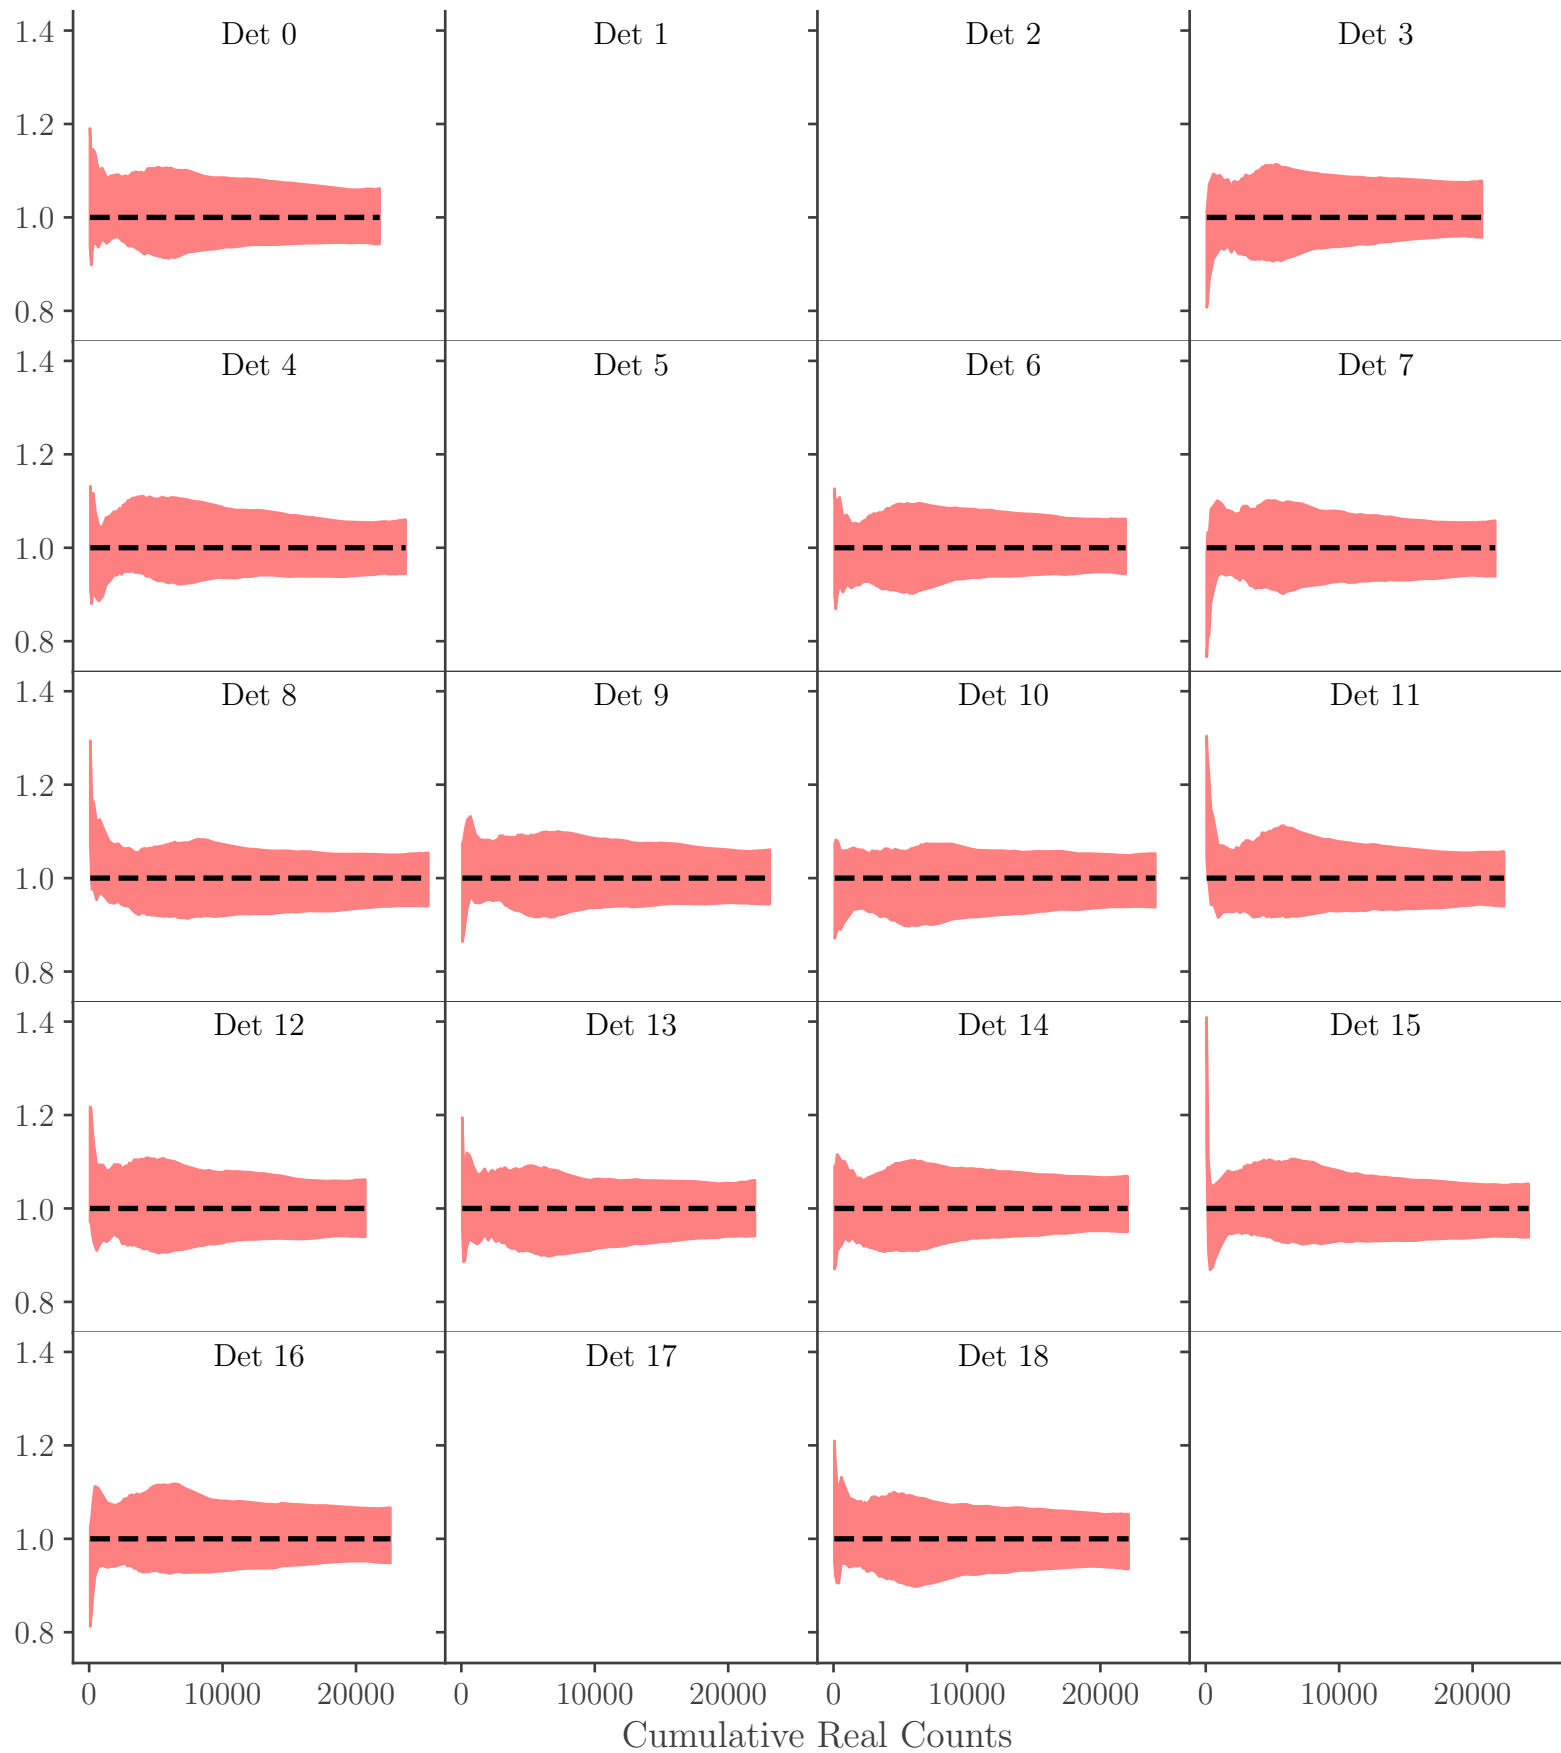 1.4 Det 0 Det 1 Det 2 Det 3
1.2
1.0
0.8
1.4 Det 4 Det 5 Det 6 Det 7
1.2
1.0
0.8
1.4 Det 8 Det 9 Det 10 Det 11
1.2
1.0
0.8
1.4 Det 12 Det 13 Det 14 Det 15
1.2
1.0
0.8
1.4 Det 16 Det 17 Det 18
1.2
1.0
0.8
0 10000 20000 0 10000 20000 0 10000 20000 0 10000 20000
Cumulative Real Counts